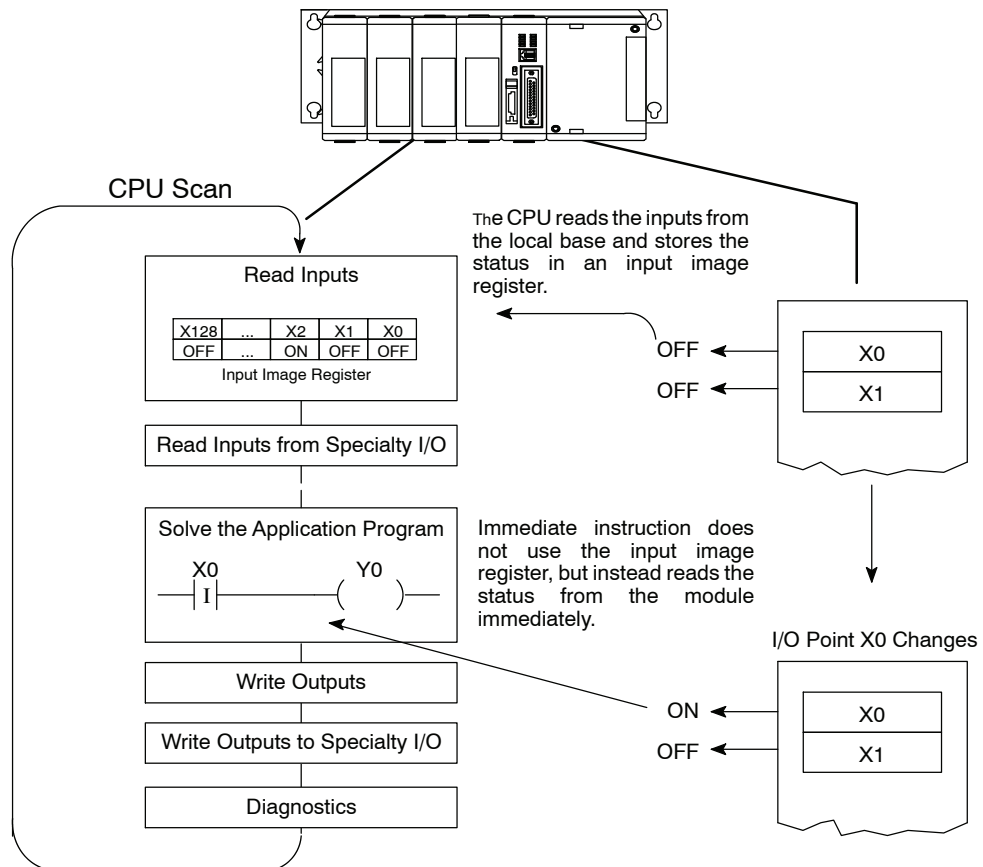 CPU Scan
The CPU reads the inputs from
the local base and stores the
status in an input image
register.
Read Inputs
X128 ... X2 X1 X0
OFF ... ON OFF OFF
Input Image Register
OFF X0
OFF X1
Read Inputs from Specialty I/O
Solve the Application Program
X0 Y0
I
Immediate instruction does
not use the input image
register, but instead reads the
status from the module
immediately.
I/O Point X0 Changes
Write Outputs
ON X0
Write Outputs to Specialty I/O
OFF X1
Diagnostics